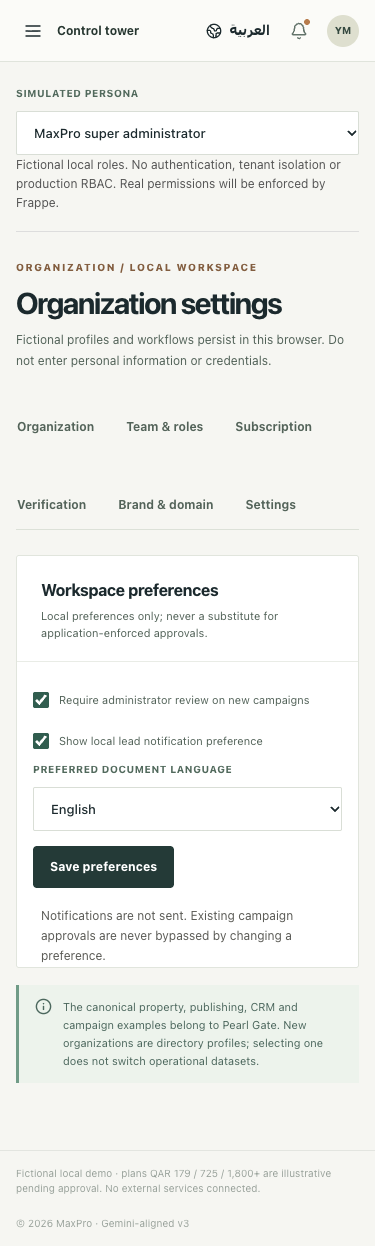 Control tower
العربية
YM
SIMULATED PERSONA
MaxPro super administrator
Fictional local roles. No authentication, tenant isolation or
production RBAC. Real permissions will be enforced by
Frappe.
ORGANIZATION / LOCAL WORKSPACE
Organization settings
Fictional profiles and workflows persist in this browser. Do
not enter personal information or credentials.
Organization Team & roles Subscription
Verification Brand & domain Settings
Workspace preferences
Local preferences only; never a substitute for
application-enforced approvals.
Require administrator review on new campaigns
Show local lead notification preference
PREFERRED DOCUMENT LANGUAGE
English
Save preferences
Notifications are not sent. Existing campaign
approvals are never bypassed by changing a
preference.
The canonical property, publishing, CRM and
campaign examples belong to Pearl Gate. New
organizations are directory profiles; selecting one
does not switch operational datasets.
Fictional local demo · plans QAR 179 / 725 / 1,800+ are illustrative
pending approval. No external services connected.
© 2026 MaxPro · Gemini-aligned v3